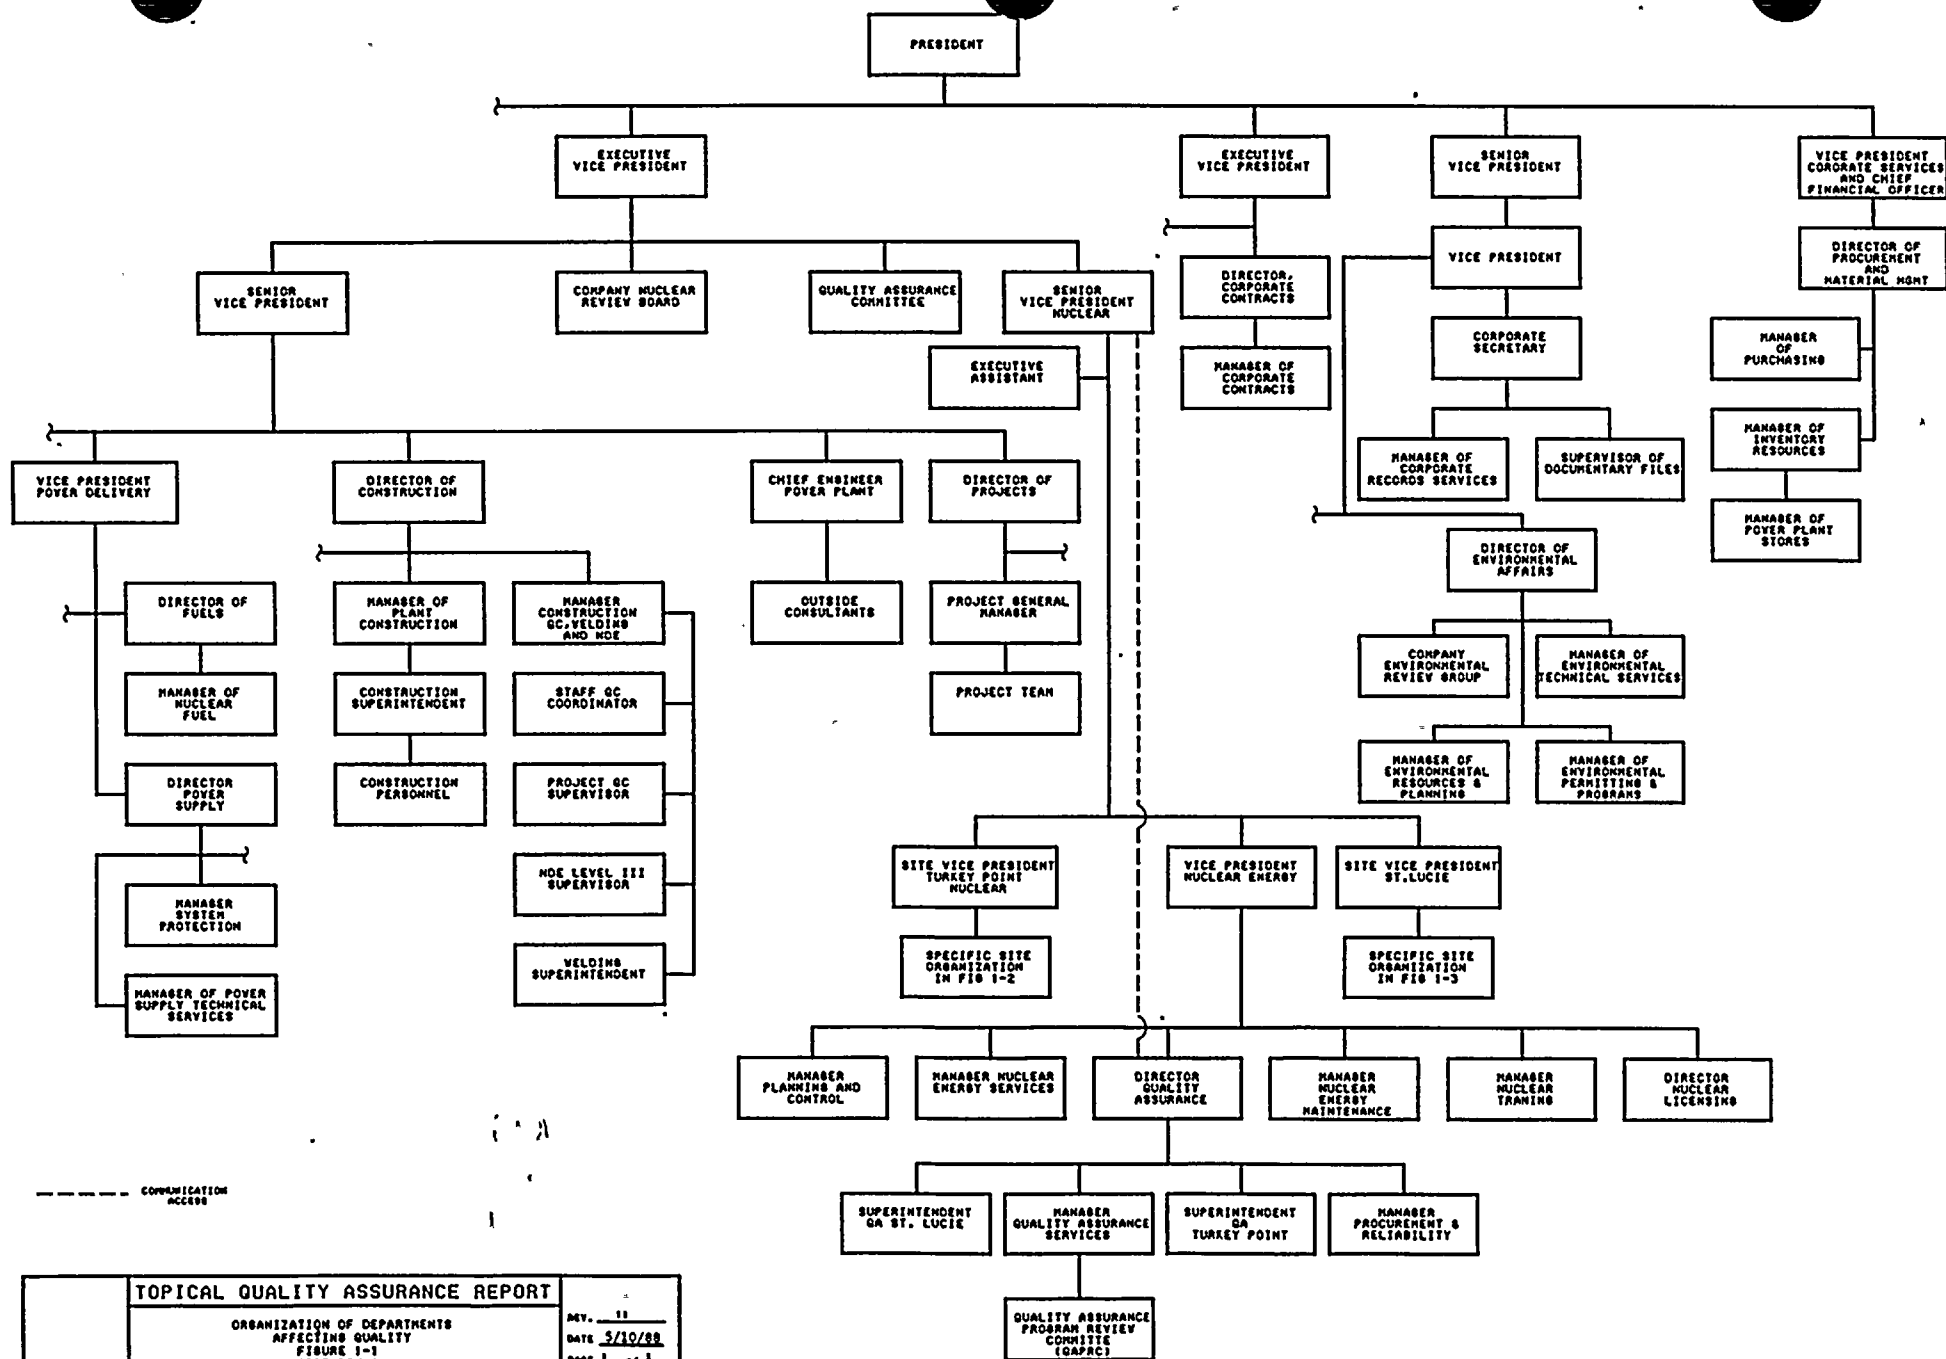 PRESIDENT
EXECUTIVE
VICE PRESIDENT
EXECUTIVE
VICE PRESIDENT
SENIOR
VICE PRESIDENT
VICE PRESIDENT
CORORATE SERVICES
AND CHIEF
FINANCIAL OFFICER
VICE PRESIDENT
DIRECTOR OF
PROCUREMENT
AND
MATERIAL MGMT
SENIOR
VICE PRESIDENT
COMPANY NUCLEAR
REVIEW BOARD
QUALITY ASSURANCE
COMMITTEE
SENIOR
VICE PRESIDENT
NUCLEAR
DIRECTOR,
CORPORATE
CONTRACTS
CORPORATE
SECRETARY
MANAGER
OF
PURCHASING
EXECUTIVE
ASSISTANT
MANAGER OF
CORPORATE
CONTRACTS
MANAGER OF
CORPORATE
RECORDS SERVICES
SUPERVISOR OF
DOCUMENTARY FILES
MANAGER OF
INVENTORY
RESOURCES
VICE PRESIDENT
POWER DELIVERY
DIRECTOR OF
CONSTRUCTION
CHIEF ENGINEER
POWER PLANT
DIRECTOR OF
PROJECTS
MANAGER OF
POWER PLANT
STORES
DIRECTOR OF
ENVIRONMENTAL
AFFAIRS
DIRECTOR OF
FUELS
MANAGER OF
PLANT
CONSTRUCTION
MANAGER
CONSTRUCTION
QC, WELDING
AND NDE
OUTSIDE
CONSULTANTS
PROJECT GENERAL
MANAGER
COMPANY
ENVIRONMENTAL
REVIEW GROUP
MANAGER OF
ENVIRONMENTAL
TECHNICAL SERVICES
MANAGER OF
NUCLEAR
FUEL
CONSTRUCTION
SUPERINTENDENT
STAFF QC
COORDINATOR
PROJECT TEAM
MANAGER OF
ENVIRONMENTAL
RESOURCES &
PLANNING
MANAGER OF
ENVIRONMENTAL
PERMITTING &
PROGRAMS
DIRECTOR
POWER
SUPPLY
CONSTRUCTION
PERSONNEL
PROJECT QC
SUPERVISOR
NDE LEVEL III
SUPERVISOR
SITE VICE PRESIDENT
TURKEY POINT
NUCLEAR
VICE PRESIDENT
NUCLEAR ENERGY
SITE VICE PRESIDENT
ST.LUCIE
MANAGER
SYSTEM
PROTECTION
WELDING
SUPERINTENDENT
SPECIFIC SITE
ORGANIZATION
IN FIG 1-2
SPECIFIC SITE
ORGANIZATION
IN FIG 1-3
MANAGER OF POWER
SUPPLY TECHNICAL
SERVICES
MANAGER
PLANNING AND
CONTROL
MANAGER NUCLEAR
ENERGY SERVICES
DIRECTOR
QUALITY
ASSURANCE
MANAGER
NUCLEAR
ENERGY
MAINTENANCE
MANAGER
NUCLEAR
TRANING
DIRECTOR
NUCLEAR
LICENSING
COMMUNICATION
ACCESS
SUPERINTENDENT
QA ST. LUCIE
MANAGER
QUALITY ASSURANCE
SERVICES
SUPERINTENDENT
QA
TURKEY POINT
MANAGER
PROCUREMENT &
RELIABILITY
QUALITY ASSURANCE
PROGRAM REVIEW
COMMITTE
(QAPRC)
TOPICAL QUALITY ASSURANCE REPORT
ORGANIZATION OF DEPARTMENTS
AFFECTING QUALITY
FIGURE 1-1
REV. 11
DATE 5/10/88